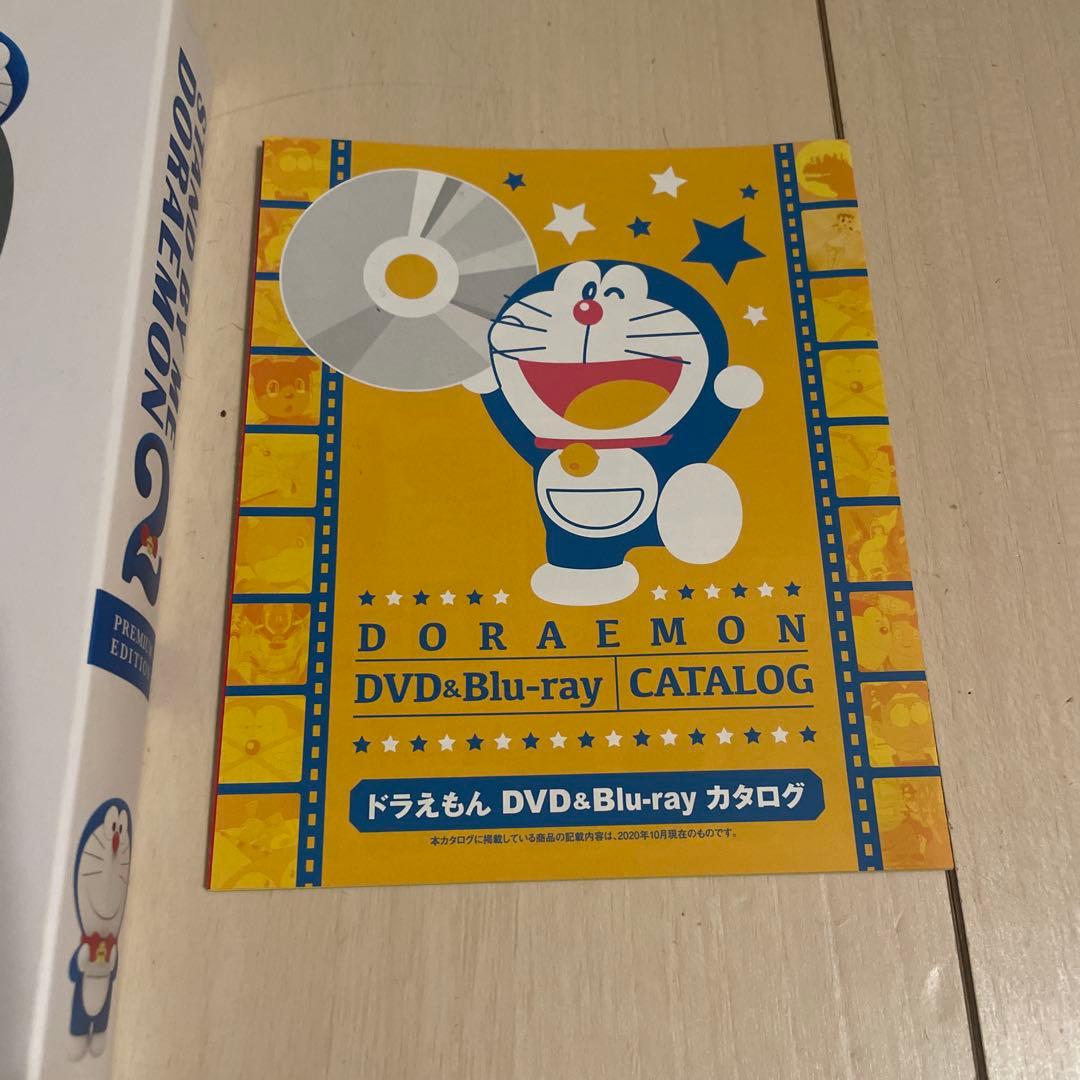 STAND BY ME
DORAEMON
PREMIUM
EDITION
DORAEMON
DVD&Blu-ray
CATALOG
ドラえもん DVD&Blu-ray カタログ
本カタログに掲載している商品の記載内容は、2020年10月現在のものです。